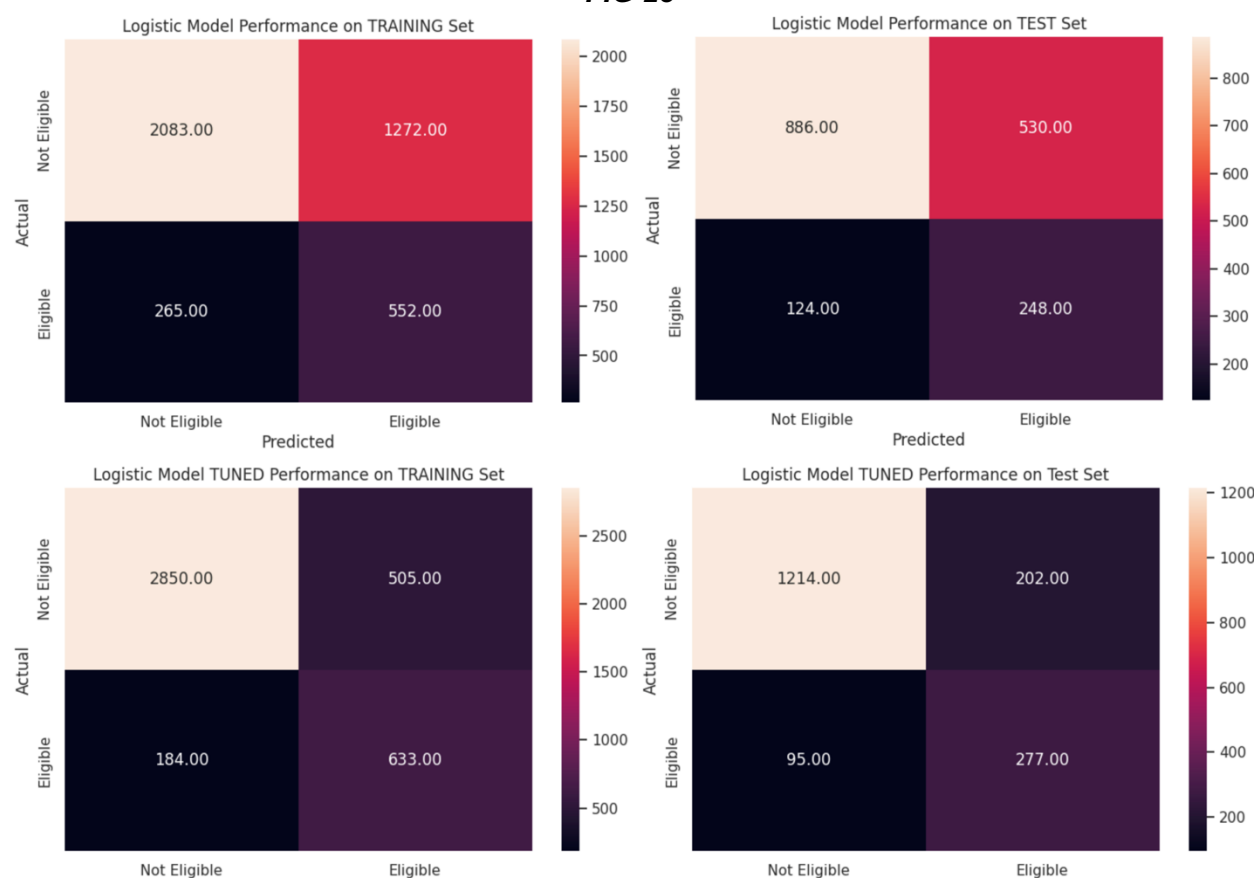 Logistic Model Performance on TRAINING Set
Actual
Not Eligible
Eligible
2083.00 1272.00
265.00 552.00
Not Eligible Eligible
Predicted
2000
1750
1500
1250
1000
750
500
Logistic Model Performance on TEST Set
Actual
Not Eligible
Eligible
886.00 530.00
124.00 248.00
Not Eligible Eligible
Predicted
800
700
600
500
400
300
200
Logistic Model TUNED Performance on TRAINING Set
Actual
Not Eligible
Eligible
2850.00 505.00
184.00 633.00
Not Eligible Eligible
2500
2000
1500
1000
500
Logistic Model TUNED Performance on Test Set
Actual
Not Eligible
Eligible
1214.00 202.00
95.00 277.00
Not Eligible Eligible
1200
1000
800
600
400
200